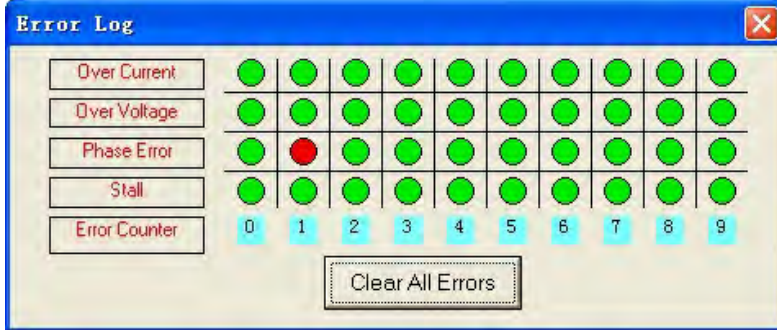 Error Log
Over Current
Over Voltage
Phase Error
Stall
Error Counter 0 1 2 3 4 5 6 7 8 9
Clear All Errors